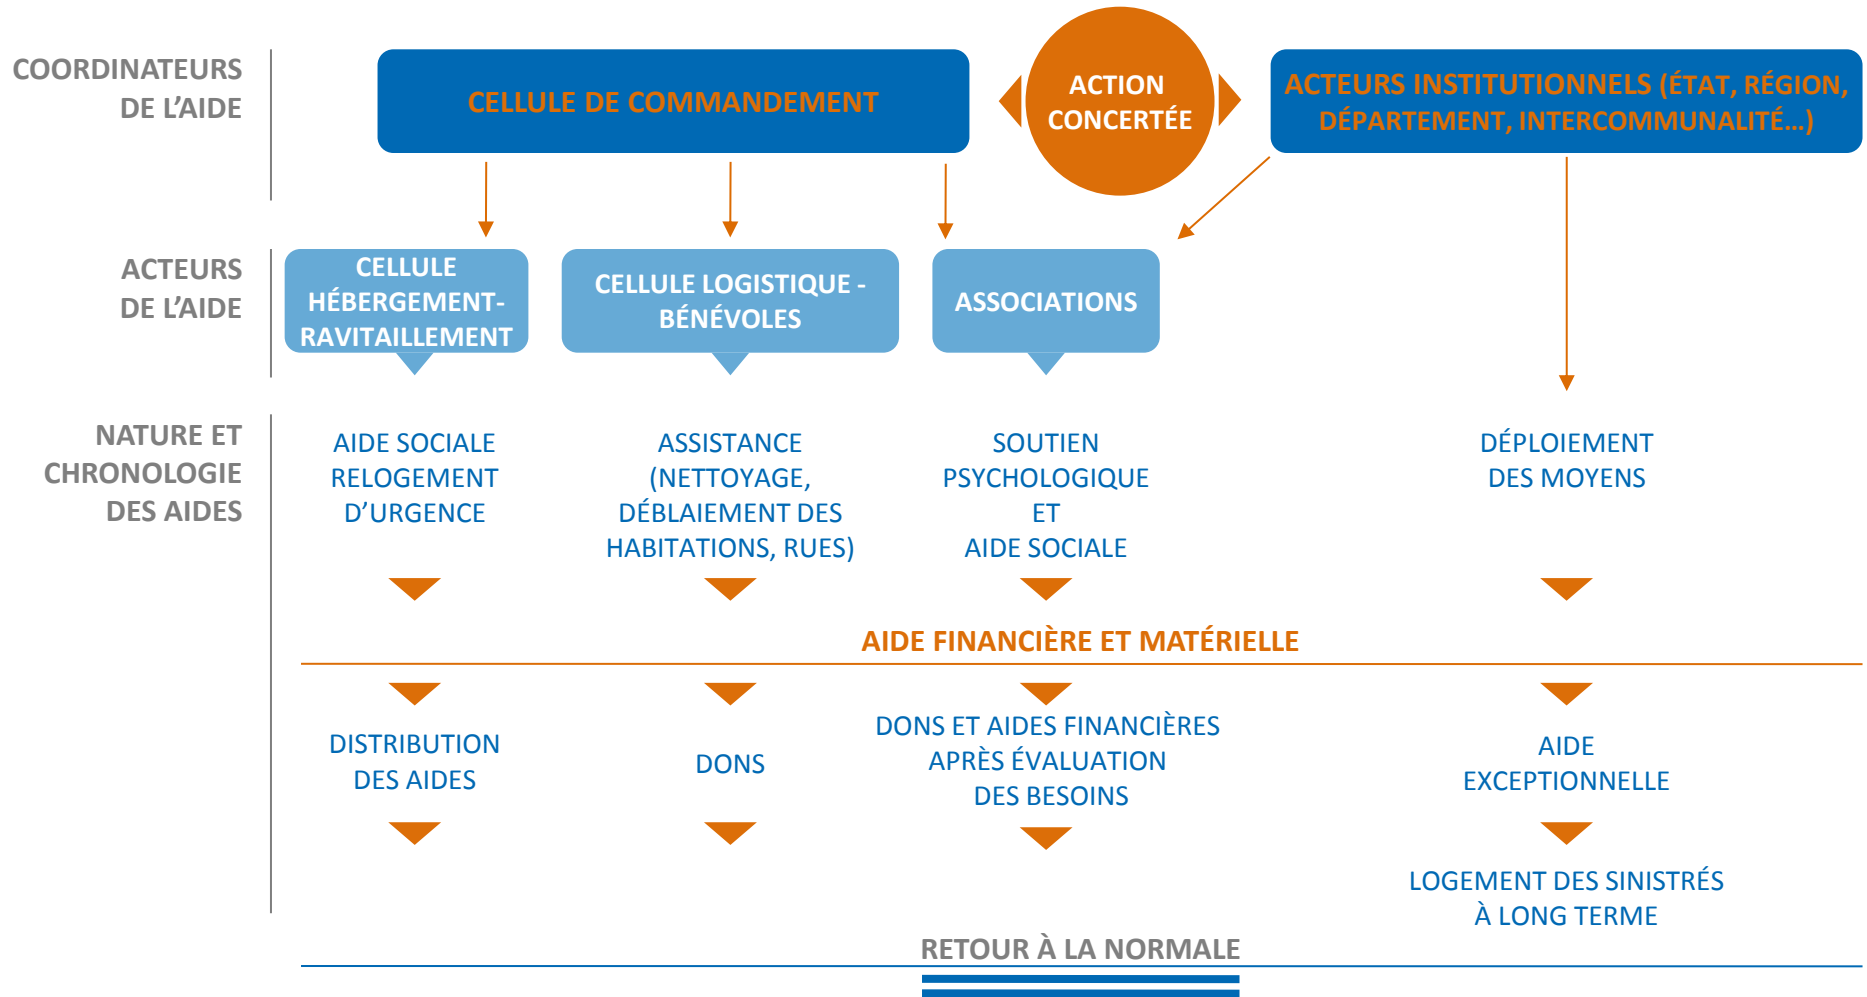 COORDINATEURS
DE L’AIDE
CELLULE DE COMMANDEMENT
ACTION
CONCERTÉE
ACTEURS INSTITUTIONNELS (ÉTAT, RÉGION,
DÉPARTEMENT, INTERCOMMUNALITÉ…)
ACTEURS
DE L’AIDE
CELLULE
HÉBERGEMENT-
RAVITAILLEMENT
CELLULE LOGISTIQUE -
BÉNÉVOLES
ASSOCIATIONS
NATURE ET
CHRONOLOGIE
DES AIDES
AIDE SOCIALE
RELOGEMENT
D’URGENCE
ASSISTANCE
(NETTOYAGE,
DÉBLAIEMENT DES
HABITATIONS, RUES)
SOUTIEN
PSYCHOLOGIQUE
ET
AIDE SOCIALE
DÉPLOIEMENT
DES MOYENS
AIDE FINANCIÈRE ET MATÉRIELLE
DISTRIBUTION
DES AIDES
DONS
DONS ET AIDES FINANCIÈRES
APRÈS ÉVALUATION
DES BESOINS
AIDE
EXCEPTIONNELLE
LOGEMENT DES SINISTRÉS
À LONG TERME
RETOUR À LA NORMALE